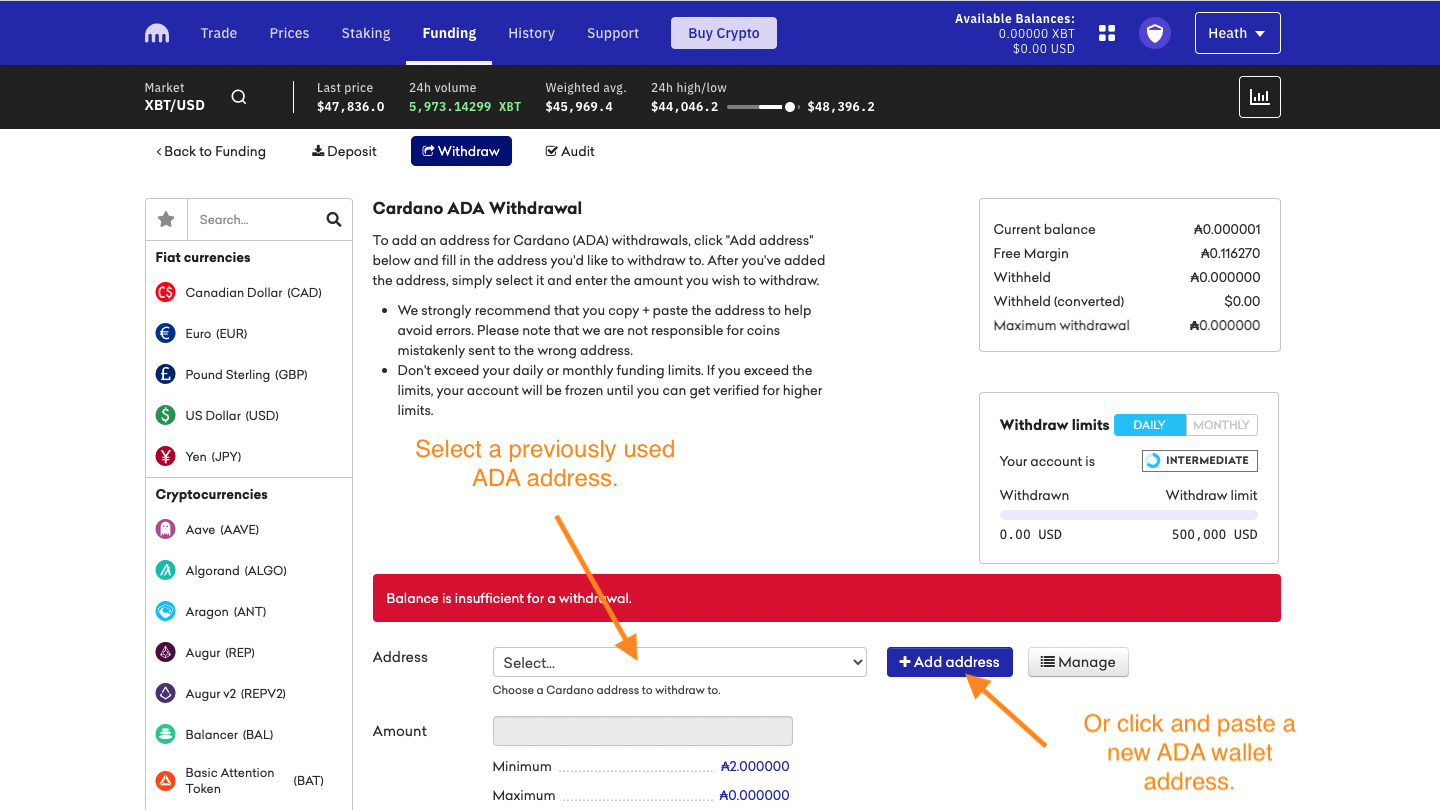 Trade Prices Staking Funding History Support Buy Crypto
Available Balances:
0.00000 XBT
$0.00 USD
Heath
Market
XBT/USD
Last price
$47,836.0
24h volume
5,973.14299 XBT
Weighted avg.
$45,969.4
24h high/low
$44,046.2 $48,396.2
Back to Funding Deposit Withdraw Audit
Search...
Fiat currencies
Canadian Dollar (CAD)
Euro (EUR)
Pound Sterling (GBP)
US Dollar (USD)
Yen (JPY)
Cryptocurrencies
Aave (AAVE)
Algorand (ALGO)
Aragon (ANT)
Augur (REP)
Augur v2 (REPV2)
Balancer (BAL)
Basic Attention
Token (BAT)
Cardano ADA Withdrawal
To add an address for Cardano (ADA) withdrawals, click "Add address"
below and fill in the address you'd like to withdraw to. After you've added
the address, simply select it and enter the amount you wish to withdraw.
• We strongly recommend that you copy + paste the address to help
avoid errors. Please note that we are not responsible for coins
mistakenly sent to the wrong address.
• Don't exceed your daily or monthly funding limits. If you exceed the
limits, your account will be frozen until you can get verified for higher
limits.
Select a previously used
ADA address.
Current balance ₳0.000001
Free Margin ₳0.116270
Withheld ₳0.000000
Withheld (converted) $0.00
Maximum withdrawal ₳0.000000
Withdraw limits DAILY MONTHLY
Your account is INTERMEDIATE
Withdrawn Withdraw limit
0.00 USD 500,000 USD
Balance is insufficient for a withdrawal.
Address Select... + Add address Manage
Choose a Cardano address to withdraw to.
Amount
Minimum ₳2.000000
Maximum ₳0.000000
Or click and paste a
new ADA wallet
address.